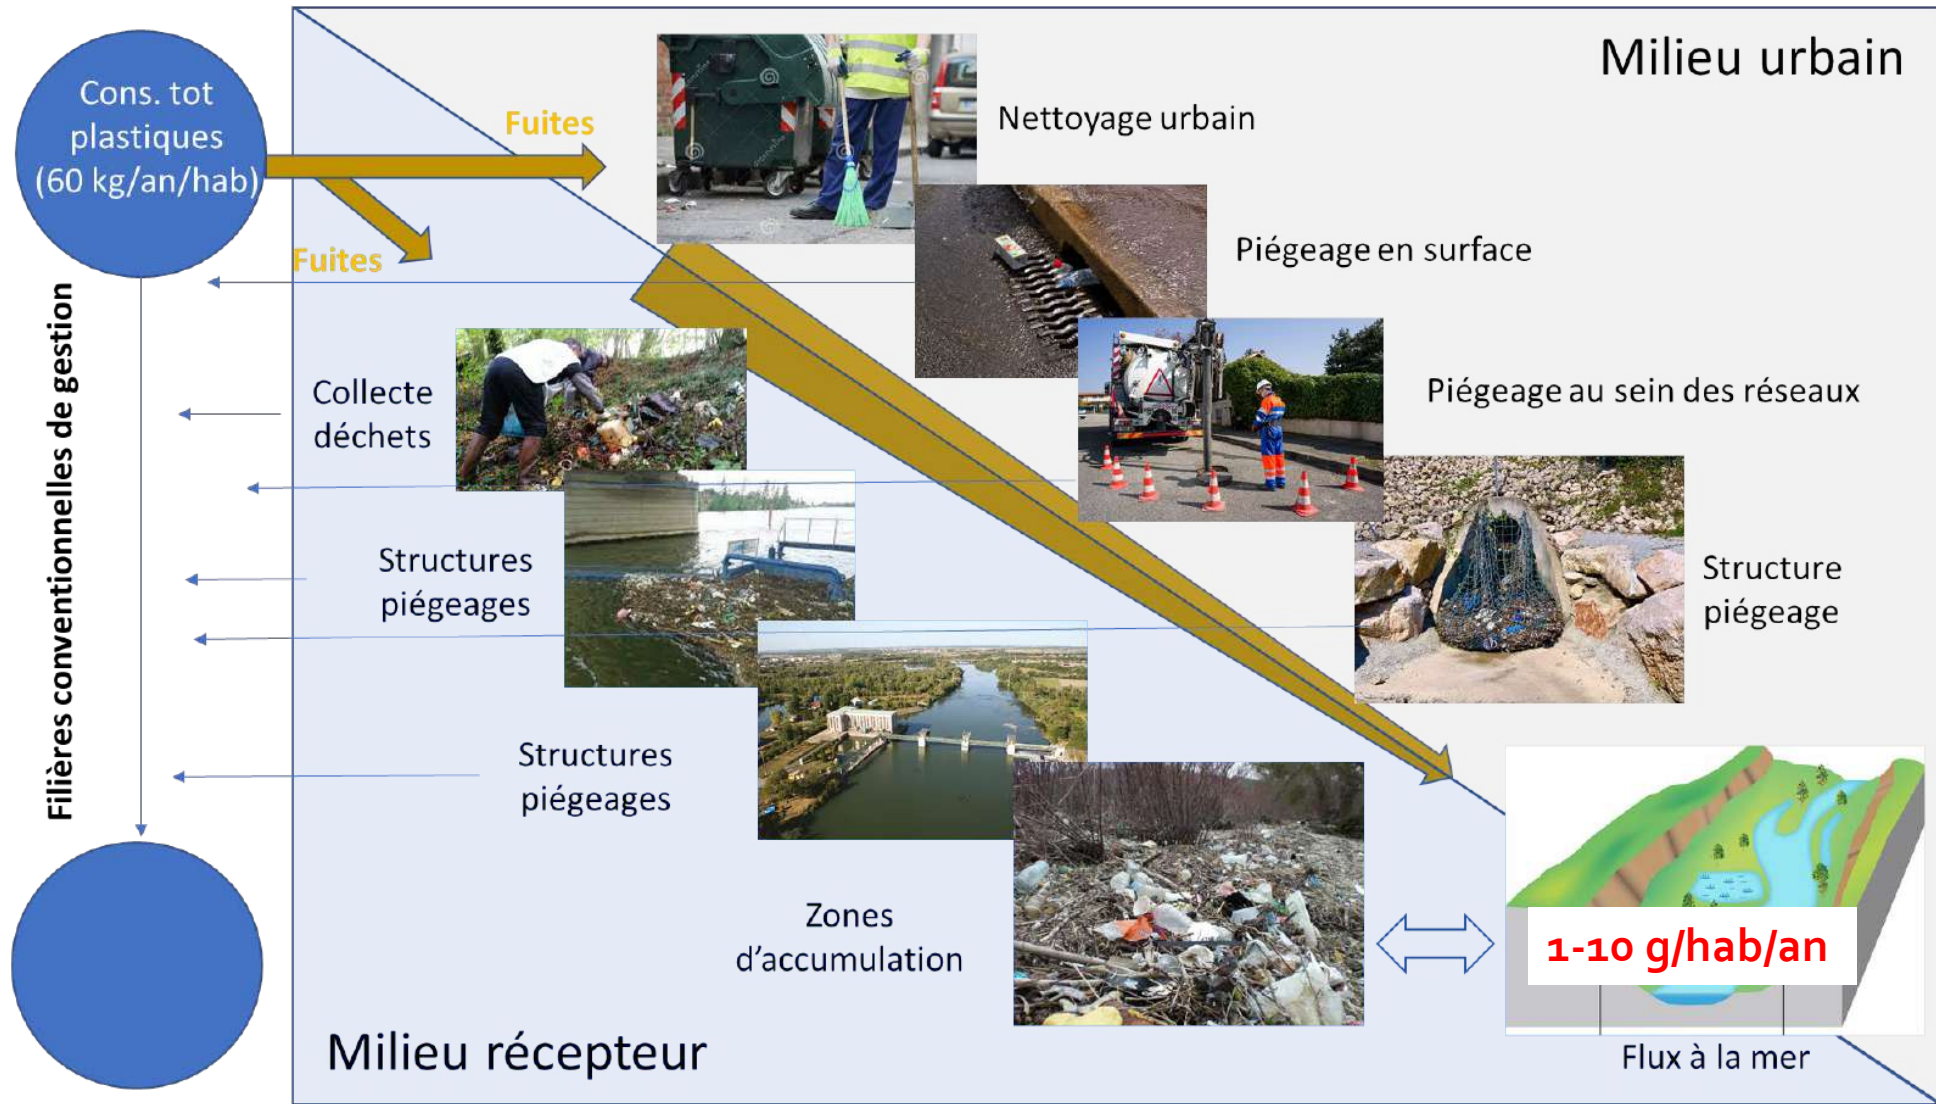 Cons. tot
plastiques
(60 kg/an/hab)
Filières conventionnelles de gestion
Milieu urbain
Fuites
Fuites
Nettoyage urbain
Piégeage en surface
Piégeage au sein des réseaux
Structure
piégeage
Collecte
déchets
Structures
piégeages
Structures
piégeages
Zones
d’accumulation
1-10 g/hab/an
Flux à la mer
Milieu récepteur